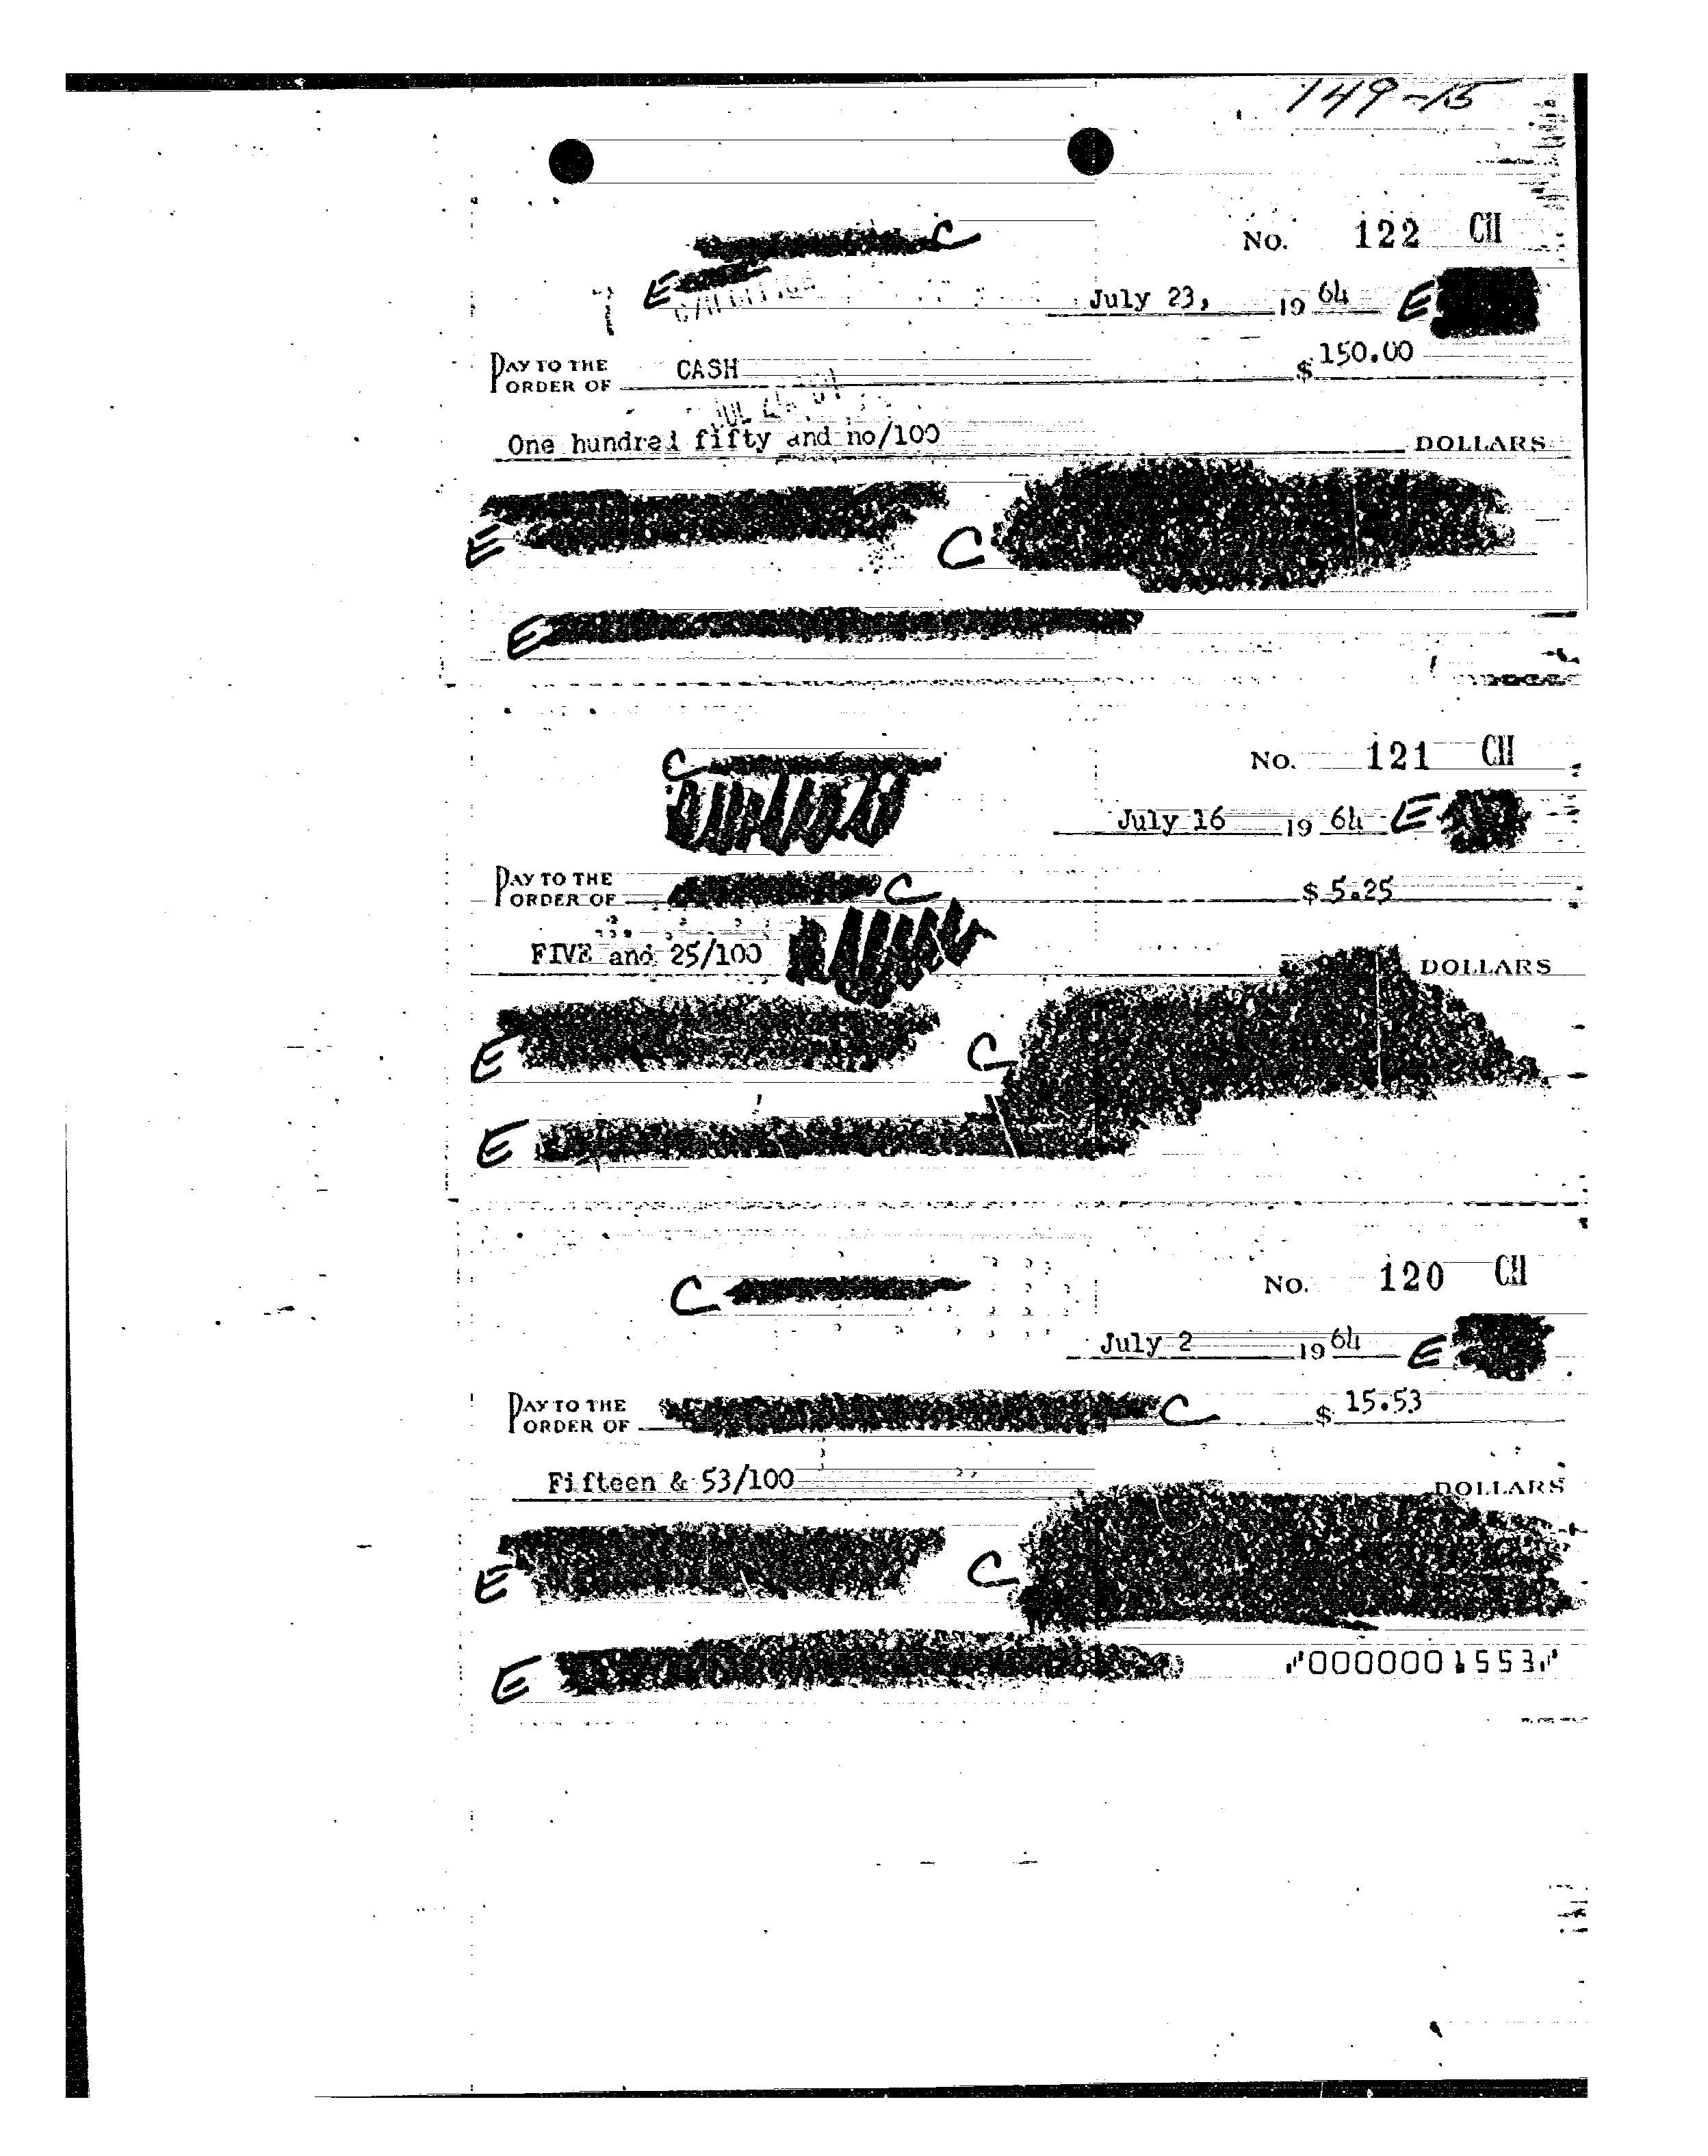 149-15
C
No. 122 CH
E
July 23, 19 64 E
PAY TO THE
ORDER OF CASH $ 150.00
One hundred fifty and no/100 DOLLARS
E C
E
C
No. 121 CH
July 16 19 64 E
PAY TO THE
ORDER OF C $ 5.25
FIVE and 25/100 DOLLARS
E C
E
C
No. 120 CH
July 2 19 64 E
PAY TO THE
ORDER OF C $ 15.53
Fifteen & 53/100 DOLLARS
E C
E ⑈0000001553⑈